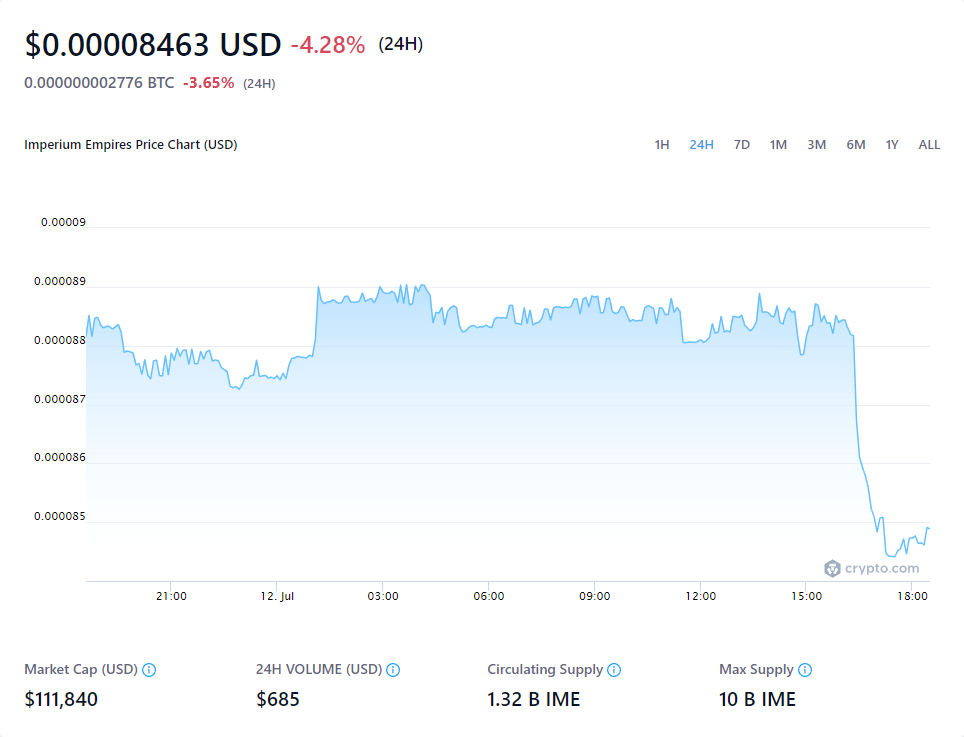 $0.00008463 USD -4.28% (24H)
0.000000002776 BTC -3.65% (24H)
Imperium Empires Price Chart (USD)
1H 24H 7D 1M 3M 6M 1Y ALL
0.00009
0.000089
0.000088
0.000087
0.000086
0.000085
crypto.com
21:00 12. Jul 03:00 06:00 09:00 12:00 15:00 18:00
Market Cap (USD) 24H VOLUME (USD) Circulating Supply Max Supply
$111,840 $685 1.32 B IME 10 B IME